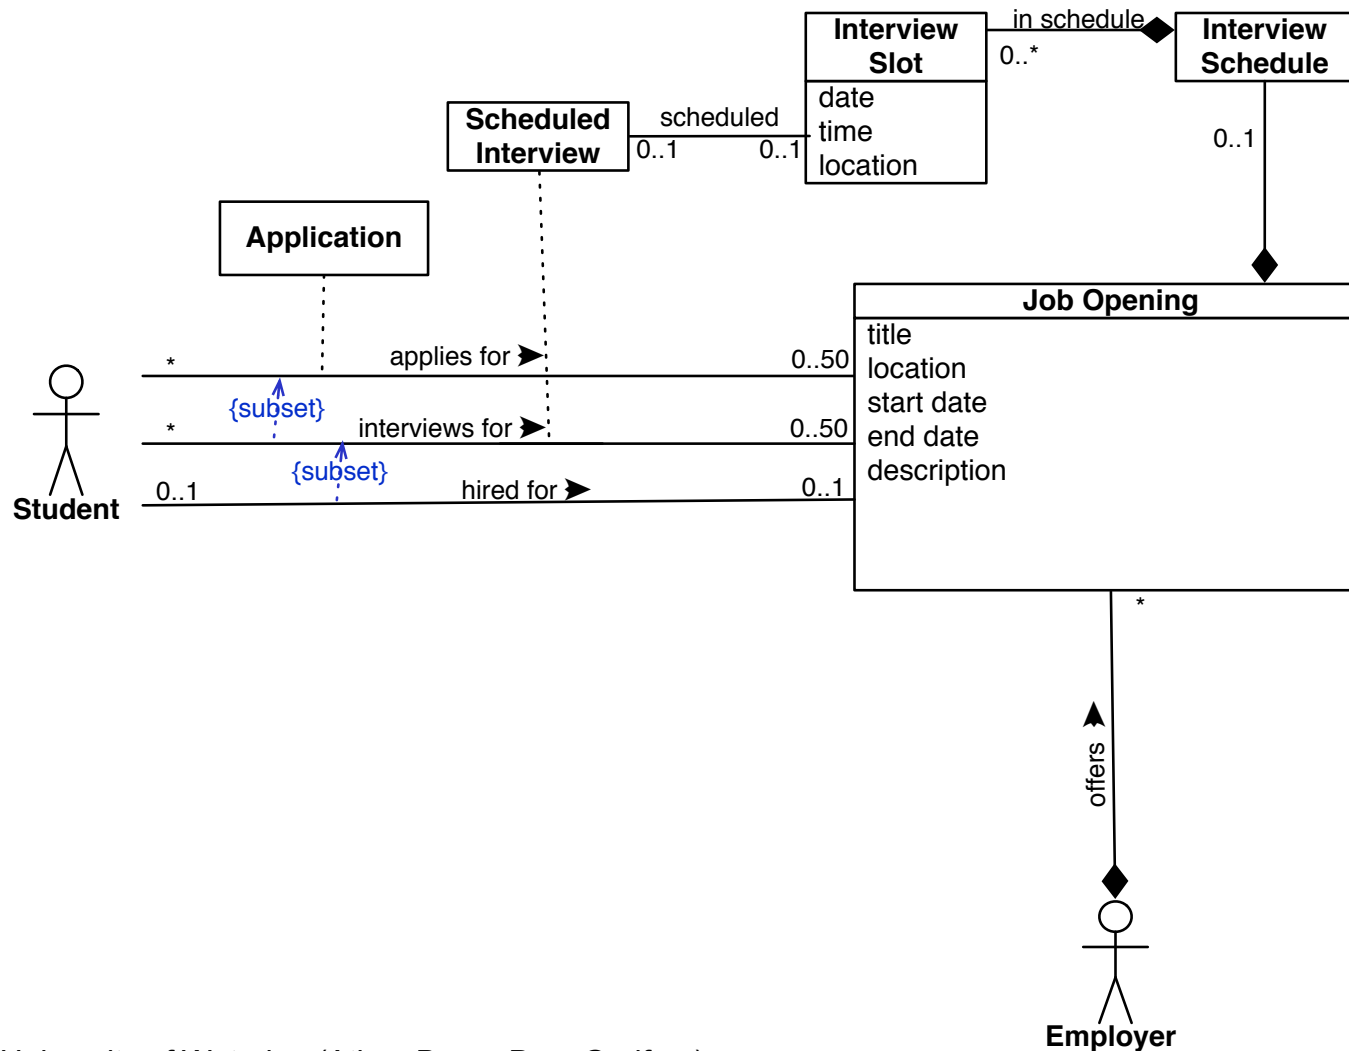 in schedule
Interview
Slot
Interview
Schedule
0..*
date
time
location
Scheduled
Interview
scheduled
0..1
0..1
0..1
Application
Job Opening
title
location
start date
end date
description
*
applies for
0..50
{subset}
*
interviews for
0..50
{subset}
0..1
hired for
0..1
Student
*
offers
Employer